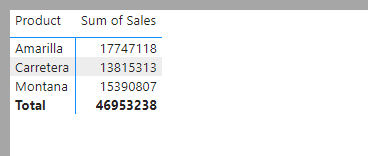 Product Sum of Sales
Amarilla 17747118
Carretera 13815313
Montana 15390807
Total 46953238